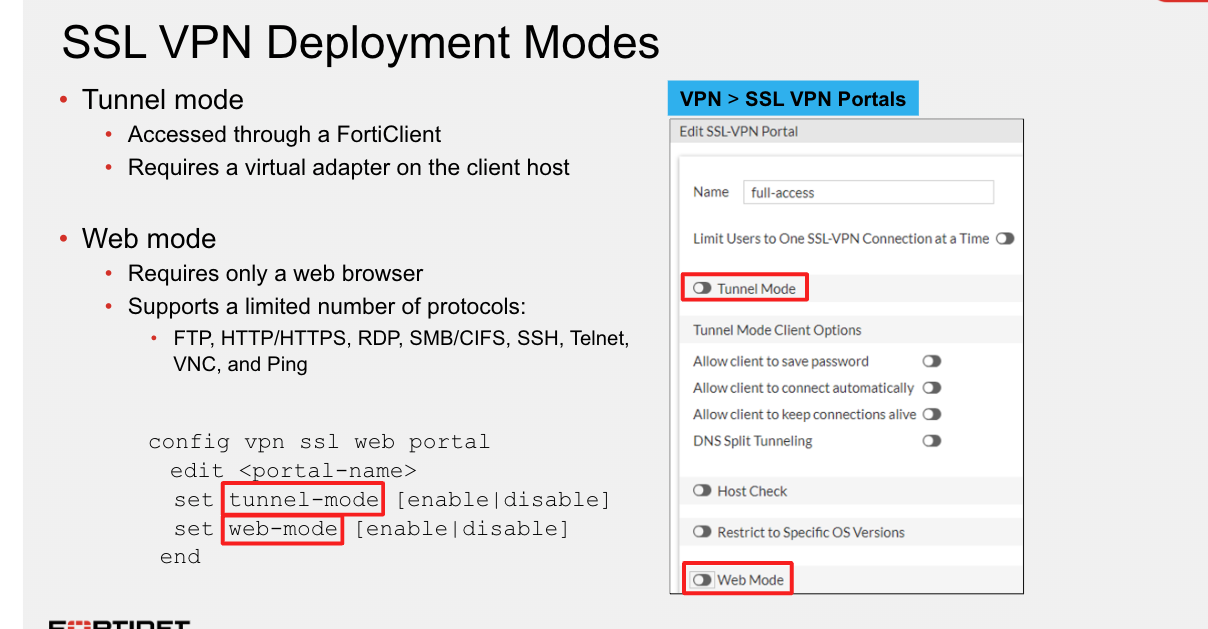 SSL VPN Deployment Modes
• Tunnel mode
• Accessed through a FortiClient
• Requires a virtual adapter on the client host
• Web mode
• Requires only a web browser
• Supports a limited number of protocols:
• FTP, HTTP/HTTPS, RDP, SMB/CIFS, SSH, Telnet,
VNC, and Ping
config vpn ssl web portal
edit <portal-name>
set tunnel-mode [enable|disable]
set web-mode [enable|disable]
end
VPN > SSL VPN Portals
Edit SSL-VPN Portal
Name full-access
Limit Users to One SSL-VPN Connection at a Time
Tunnel Mode
Tunnel Mode Client Options
Allow client to save password
Allow client to connect automatically
Allow client to keep connections alive
DNS Split Tunneling
Host Check
Restrict to Specific OS Versions
Web Mode
FORTINET